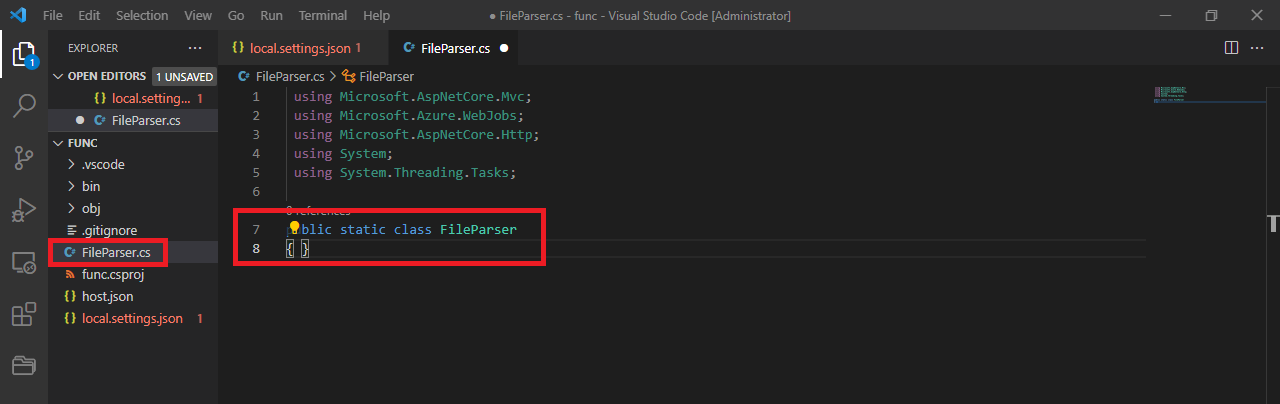 File Edit Selection View Go Run Terminal Help ● FileParser.cs - func - Visual Studio Code [Administrator]
EXPLORER ···
local.settings.json 1
FileParser.cs ●
OPEN EDITORS 1 UNSAVED
{} local.setting... 1
● C# FileParser.cs
FUNC
> .vscode
> bin
> obj
.gitignore
C# FileParser.cs
func.csproj
{} host.json
{} local.settings.json 1
1
C# FileParser.cs > FileParser
1 using Microsoft.AspNetCore.Mvc;
2 using Microsoft.Azure.WebJobs;
3 using Microsoft.AspNetCore.Http;
4 using System;
5 using System.Threading.Tasks;
6
0 references
7 blic static class FileParser
8 { }